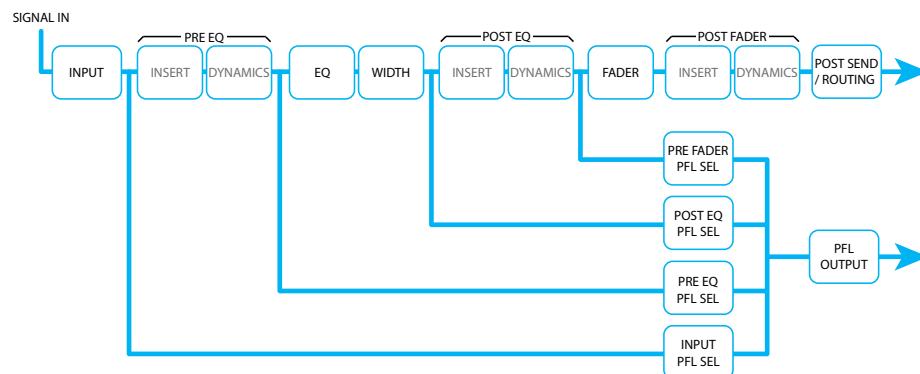 SIGNAL IN
PRE EQ
POST EQ
POST FADER
INPUT
INSERT
DYNAMICS
EQ
WIDTH
INSERT
DYNAMICS
FADER
INSERT
DYNAMICS
POST SEND
/ ROUTING
PRE FADER
PFL SEL
POST EQ
PFL SEL
PFL
OUTPUT
PRE EQ
PFL SEL
INPUT
PFL SEL